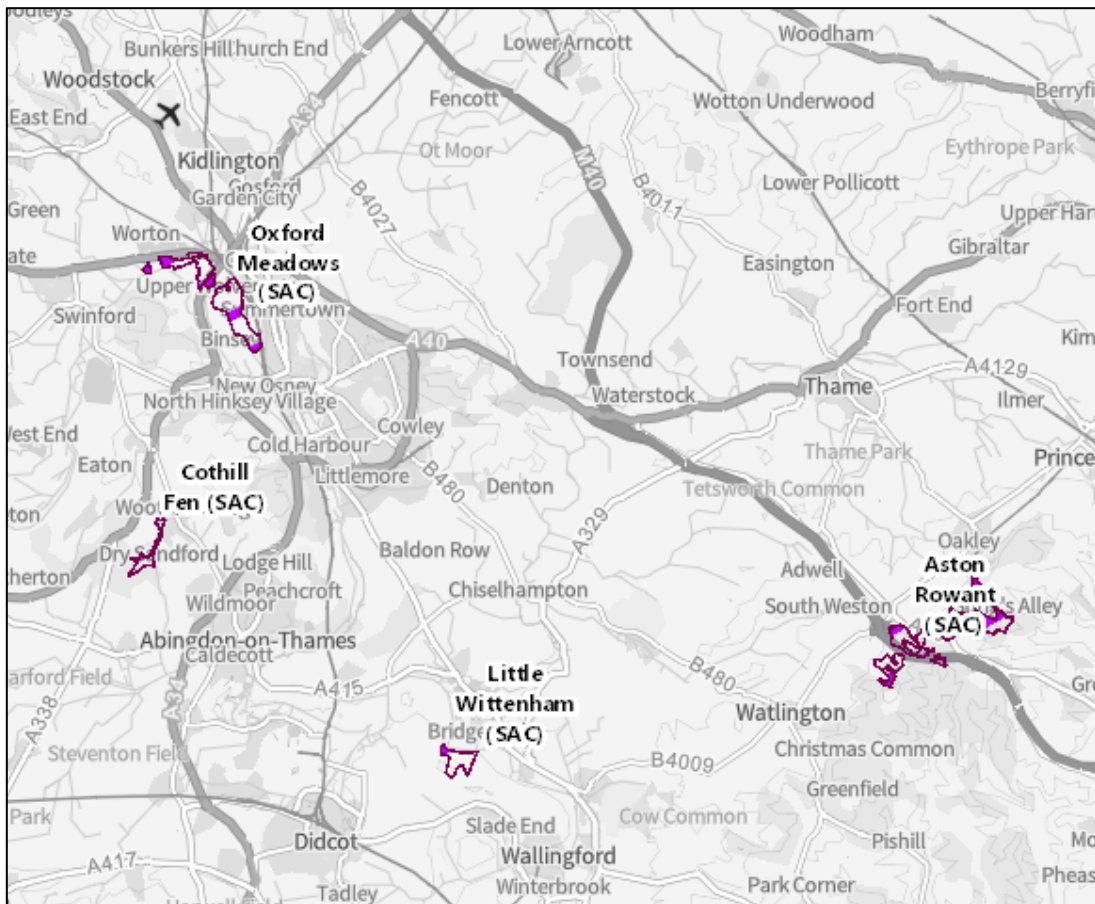 Bunkers Hill
hurch End
Lower Arncott
Woodham
Woodstock
Fencott
Wotton Underwood
East End
A34
Ot Moor
M40
Eythrope Park
Kidlington
Gosford
Garden City
B4027
B4011
Lower Pollicott
Green
Worton
Oxford
Meadows
(SAC)
Gibraltar
Easington
Upper
Swinford
Fort End
Binsey
A40
Townsend
A4129
New Osney
North Hinksey Village
Waterstock
Thame
Ilmer
Cowley
Cold Harbour
Thame Park
Eaton
Cothill
Fen (SAC)
Littlemore
B480
Denton
Tetsworth Common
A329
Dry Sandford
Lodge Hill
Baldon Row
Oakley
Peachcroft
Chiselhampton
Adwell
Aston
Rowant
(SAC)
Alley
Wildmoor
South Weston
Abingdon-on-Thames
Caldecott
A415
Little
Wittenham
(SAC)
B480
A338
A34
Watlington
Steventon Field
Christmas Common
B4009
Greenfield
Park
Cow Common
Didcot
Slade End
Pishill
A417
Wallingford
Tadley
Winterbrook
Park Corner